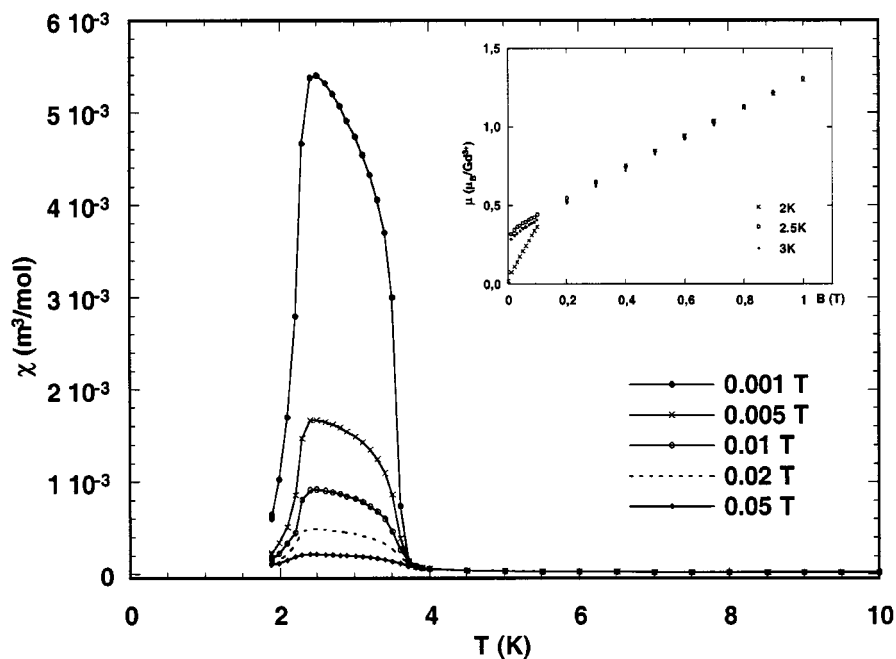 6 10-3
5 10-3
4 10-3
3 10-3
2 10-3
1 10-3
0
χ (m3/mol)
0 2 4 6 8 10
T (K)
1,5
1,0
0,5
0,0
μ (μB/Gd3+)
0 0,2 0,4 0,6 0,8 1 B (T)
2K
2.5K
3K
0.001 T
0.005 T
0.01 T
0.02 T
0.05 T